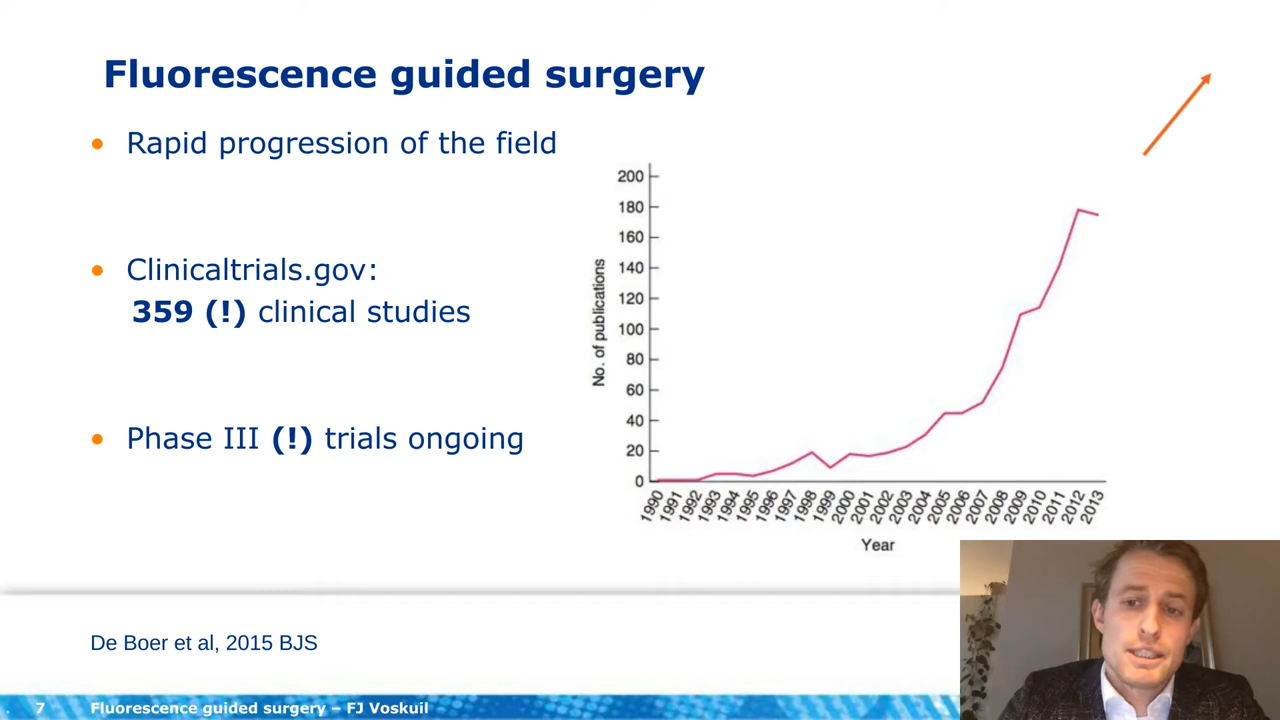 Fluorescence guided surgery
• Rapid progression of the field
• Clinicaltrials.gov:
359 (!) clinical studies
• Phase III (!) trials ongoing
No. of publications
200
180
160
140
120
100
80
60
40
20
0
1990 1991 1992 1993 1994 1995 1996 1997 1998 1999 2000 2001 2002 2003 2004 2005 2006 2007 2008 2009 2010 2011 2012 2013
Year
De Boer et al, 2015 BJS
7 Fluorescence guided surgery – FJ Voskuil